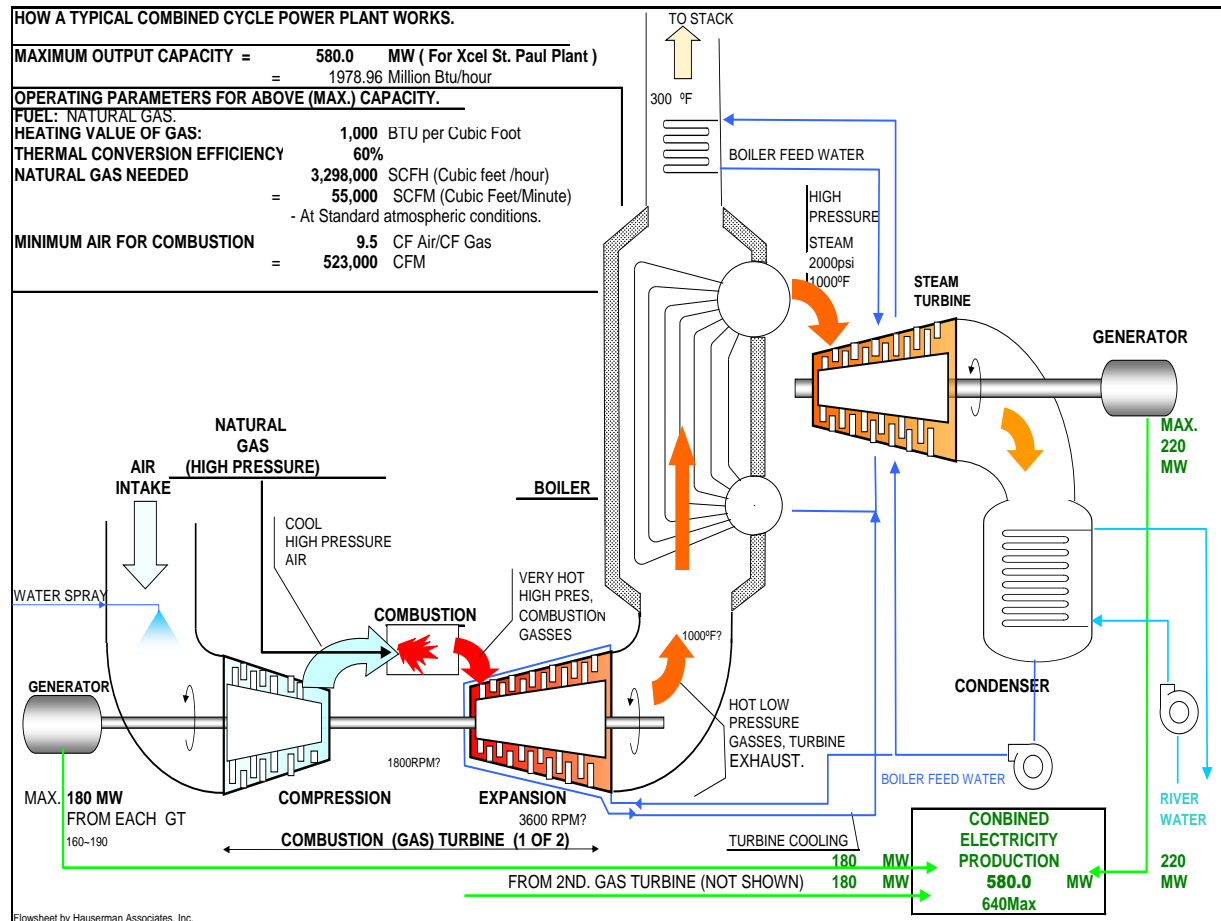 HOW A TYPICAL COMBINED CYCLE POWER PLANT WORKS.
MAXIMUM OUTPUT CAPACITY = 580.0 MW ( For Xcel St. Paul Plant )
= 1978.96 Million Btu/hour
OPERATING PARAMETERS FOR ABOVE (MAX.) CAPACITY.
FUEL: NATURAL GAS.
HEATING VALUE OF GAS: 1,000 BTU per Cubic Foot
THERMAL CONVERSION EFFICIENCY 60%
NATURAL GAS NEEDED 3,298,000 SCFH (Cubic feet /hour)
= 55,000 SCFM (Cubic Feet/Minute)
- At Standard atmospheric conditions.
MINIMUM AIR FOR COMBUSTION 9.5 CF Air/CF Gas
= 523,000 CFM
TO STACK
300 ºF
BOILER FEED WATER
HIGH
PRESSURE
STEAM
2000psi
1000ºF
STEAM
TURBINE
GENERATOR
MAX.
220
MW
NATURAL
GAS
(HIGH PRESSURE)
AIR
INTAKE
BOILER
COOL
HIGH PRESSURE
AIR
WATER SPRAY
COMBUSTION
VERY HOT
HIGH PRES,
COMBUSTION
GASSES
1000ºF?
GENERATOR
CONDENSER
HOT LOW
PRESSURE
GASSES, TURBINE
EXHAUST.
1800RPM?
BOILER FEED WATER
MAX. 180 MW
FROM EACH GT
160~190
COMPRESSION
EXPANSION
3600 RPM?
COMBUSTION (GAS) TURBINE (1 OF 2)
TURBINE COOLING
RIVER
WATER
COMBINED
ELECTRICITY
PRODUCTION
580.0 MW
640Max
180 MW
FROM 2ND. GAS TURBINE (NOT SHOWN) 180 MW
220
MW
Flowsheet by Hauserman Associates, Inc.